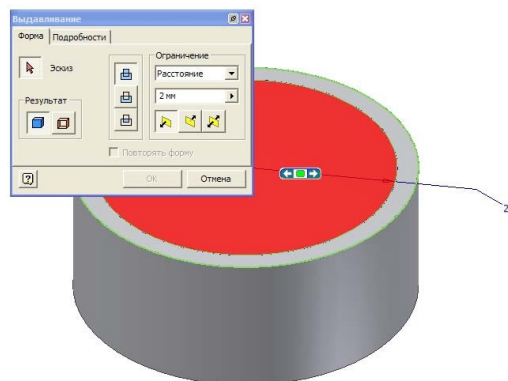 Выдавливание
Форма Подробности
Эскиз
Ограничение
Расстояние
2 мм
Результат
Повторять форму
ОК Отмена
2